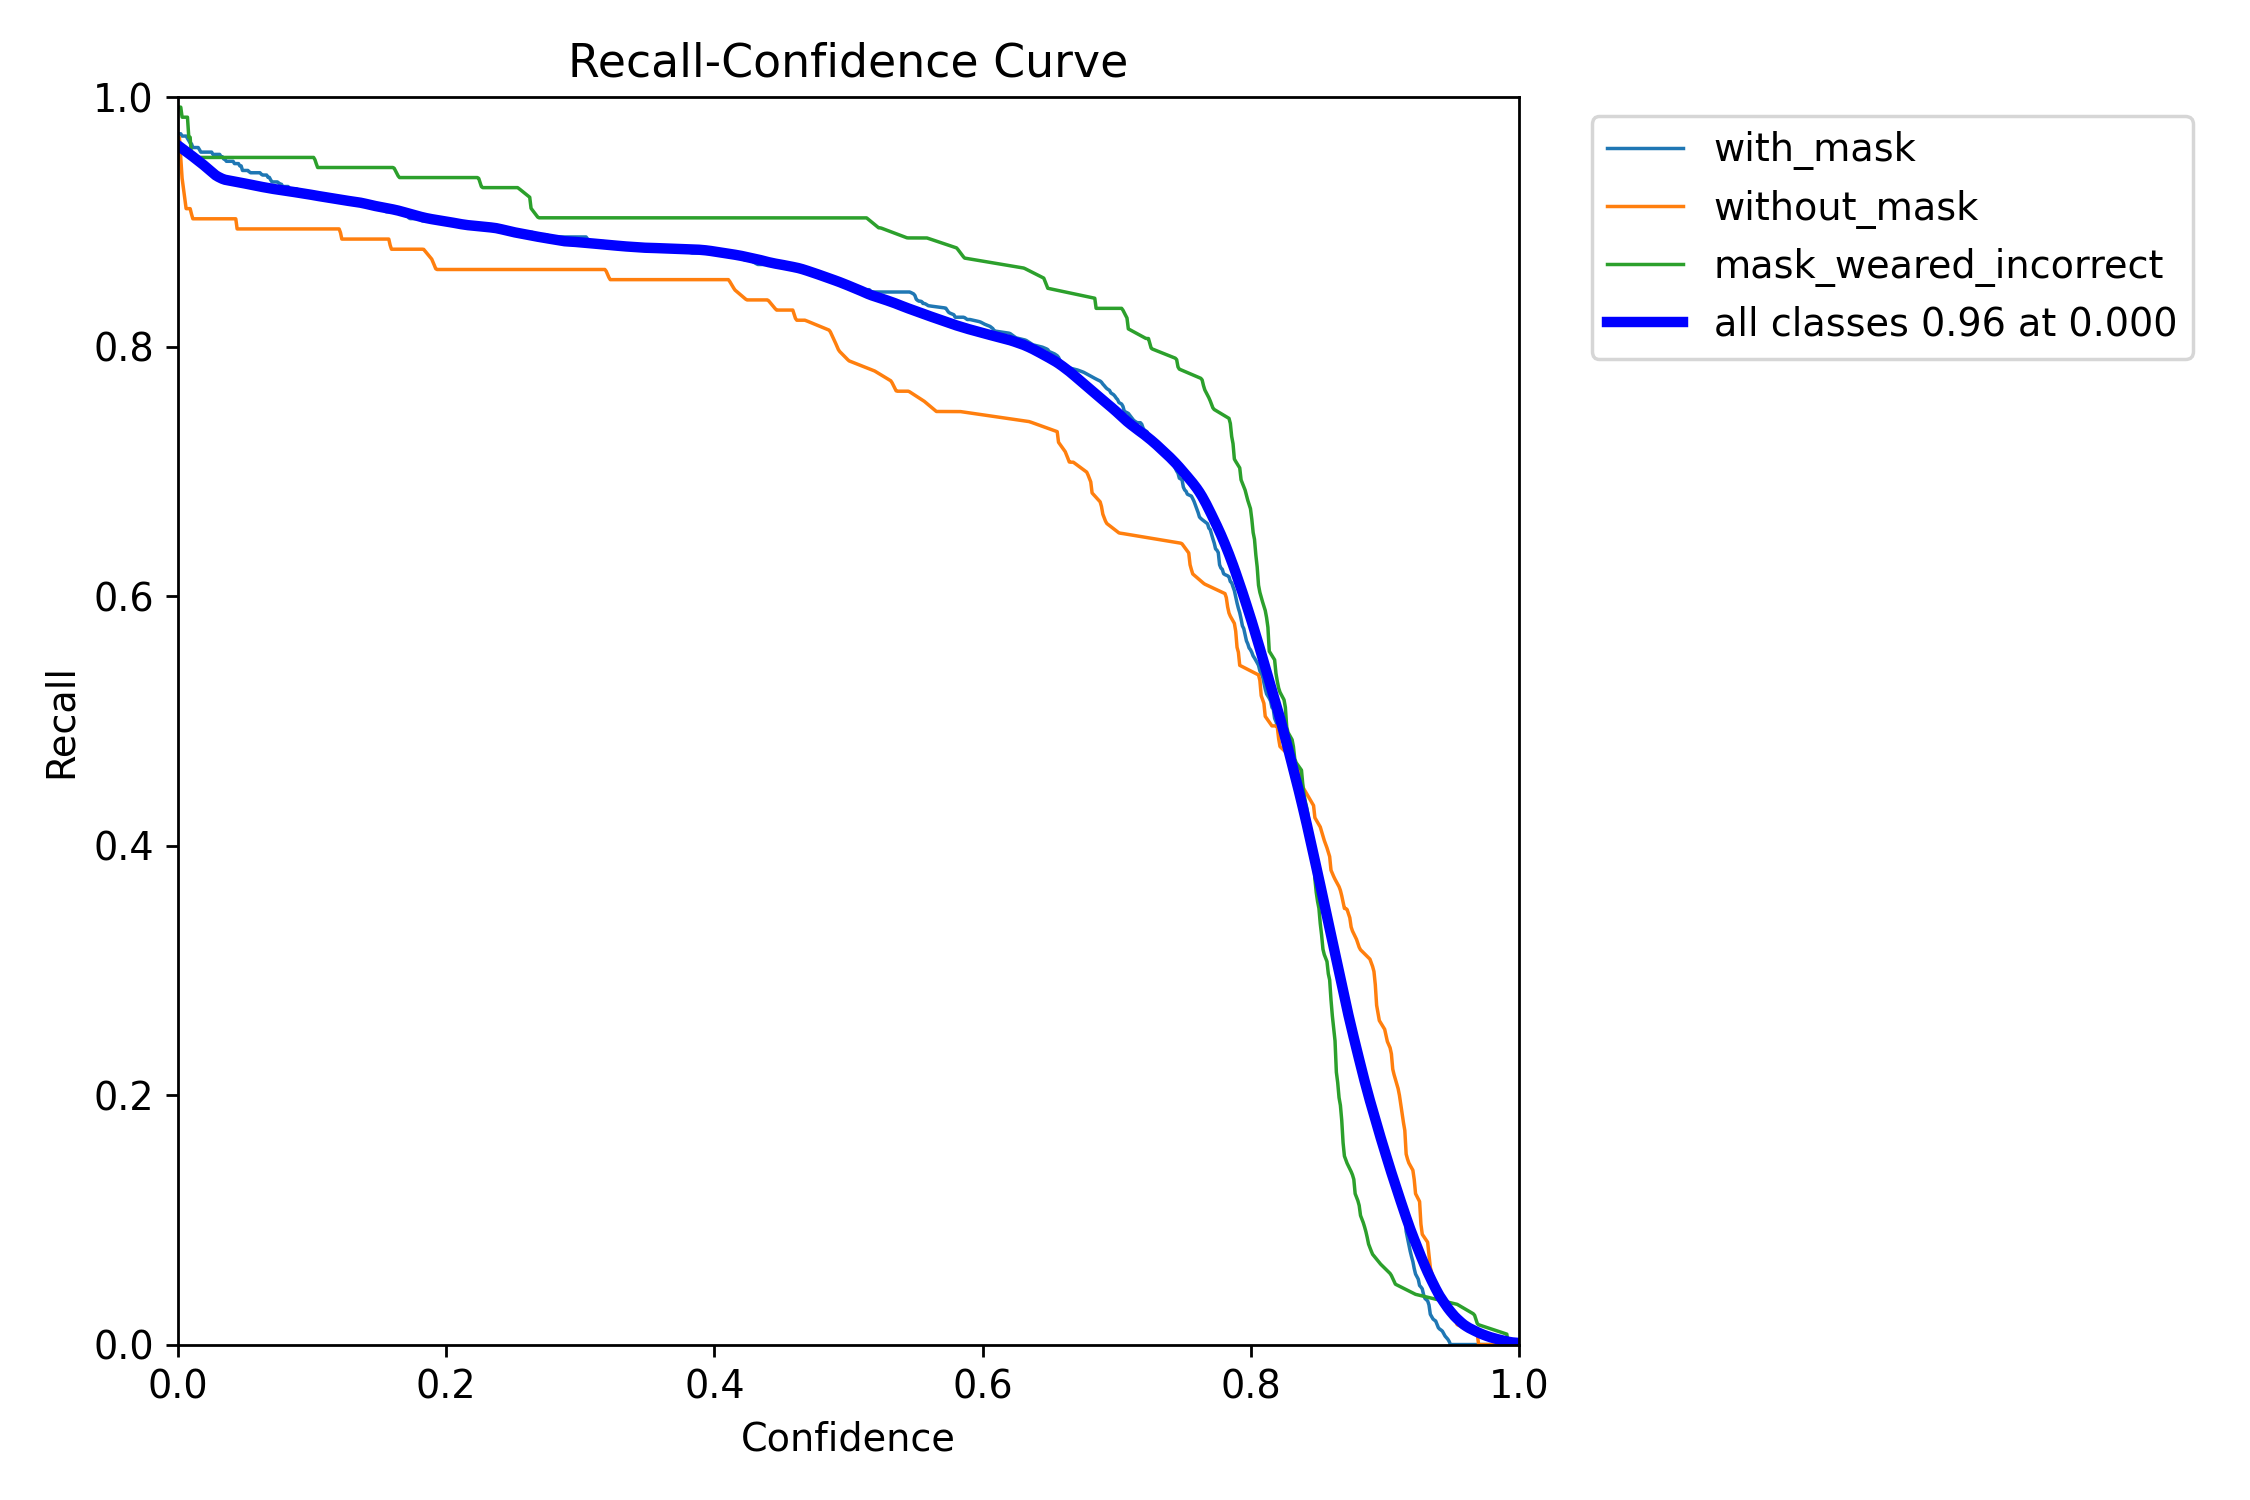 Recall-Confidence Curve
1.0
0.8
0.6
0.4
0.2
0.0
Recall
0.0 0.2 0.4 0.6 0.8 1.0
Confidence
with_mask
without_mask
mask_weared_incorrect
all classes 0.96 at 0.000